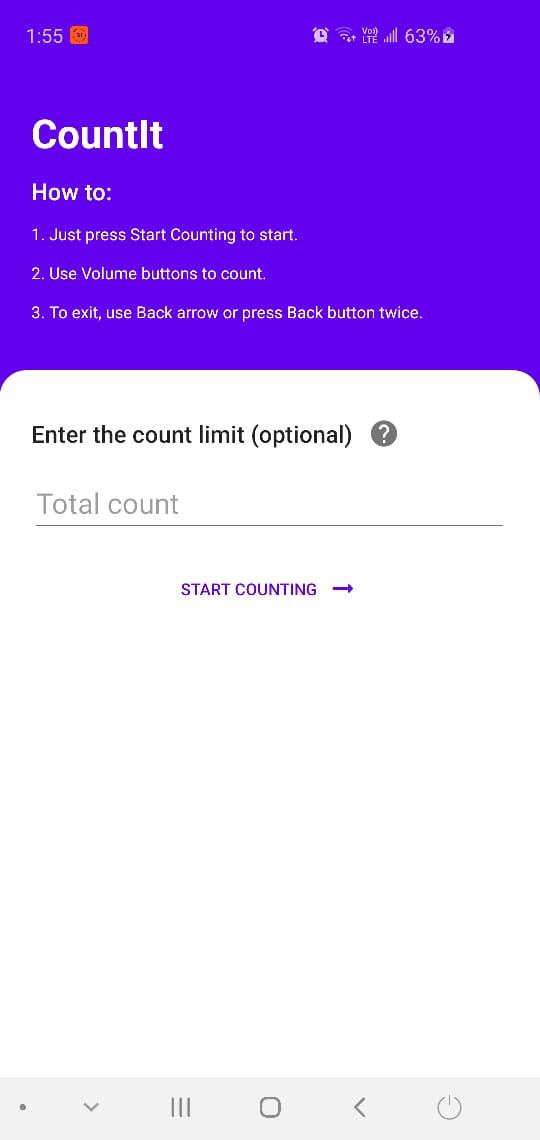 1:55
Vo)) LTE 63%
CountIt
How to:
1. Just press Start Counting to start.
2. Use Volume buttons to count.
3. To exit, use Back arrow or press Back button twice.
Enter the count limit (optional) ?
Total count
START COUNTING